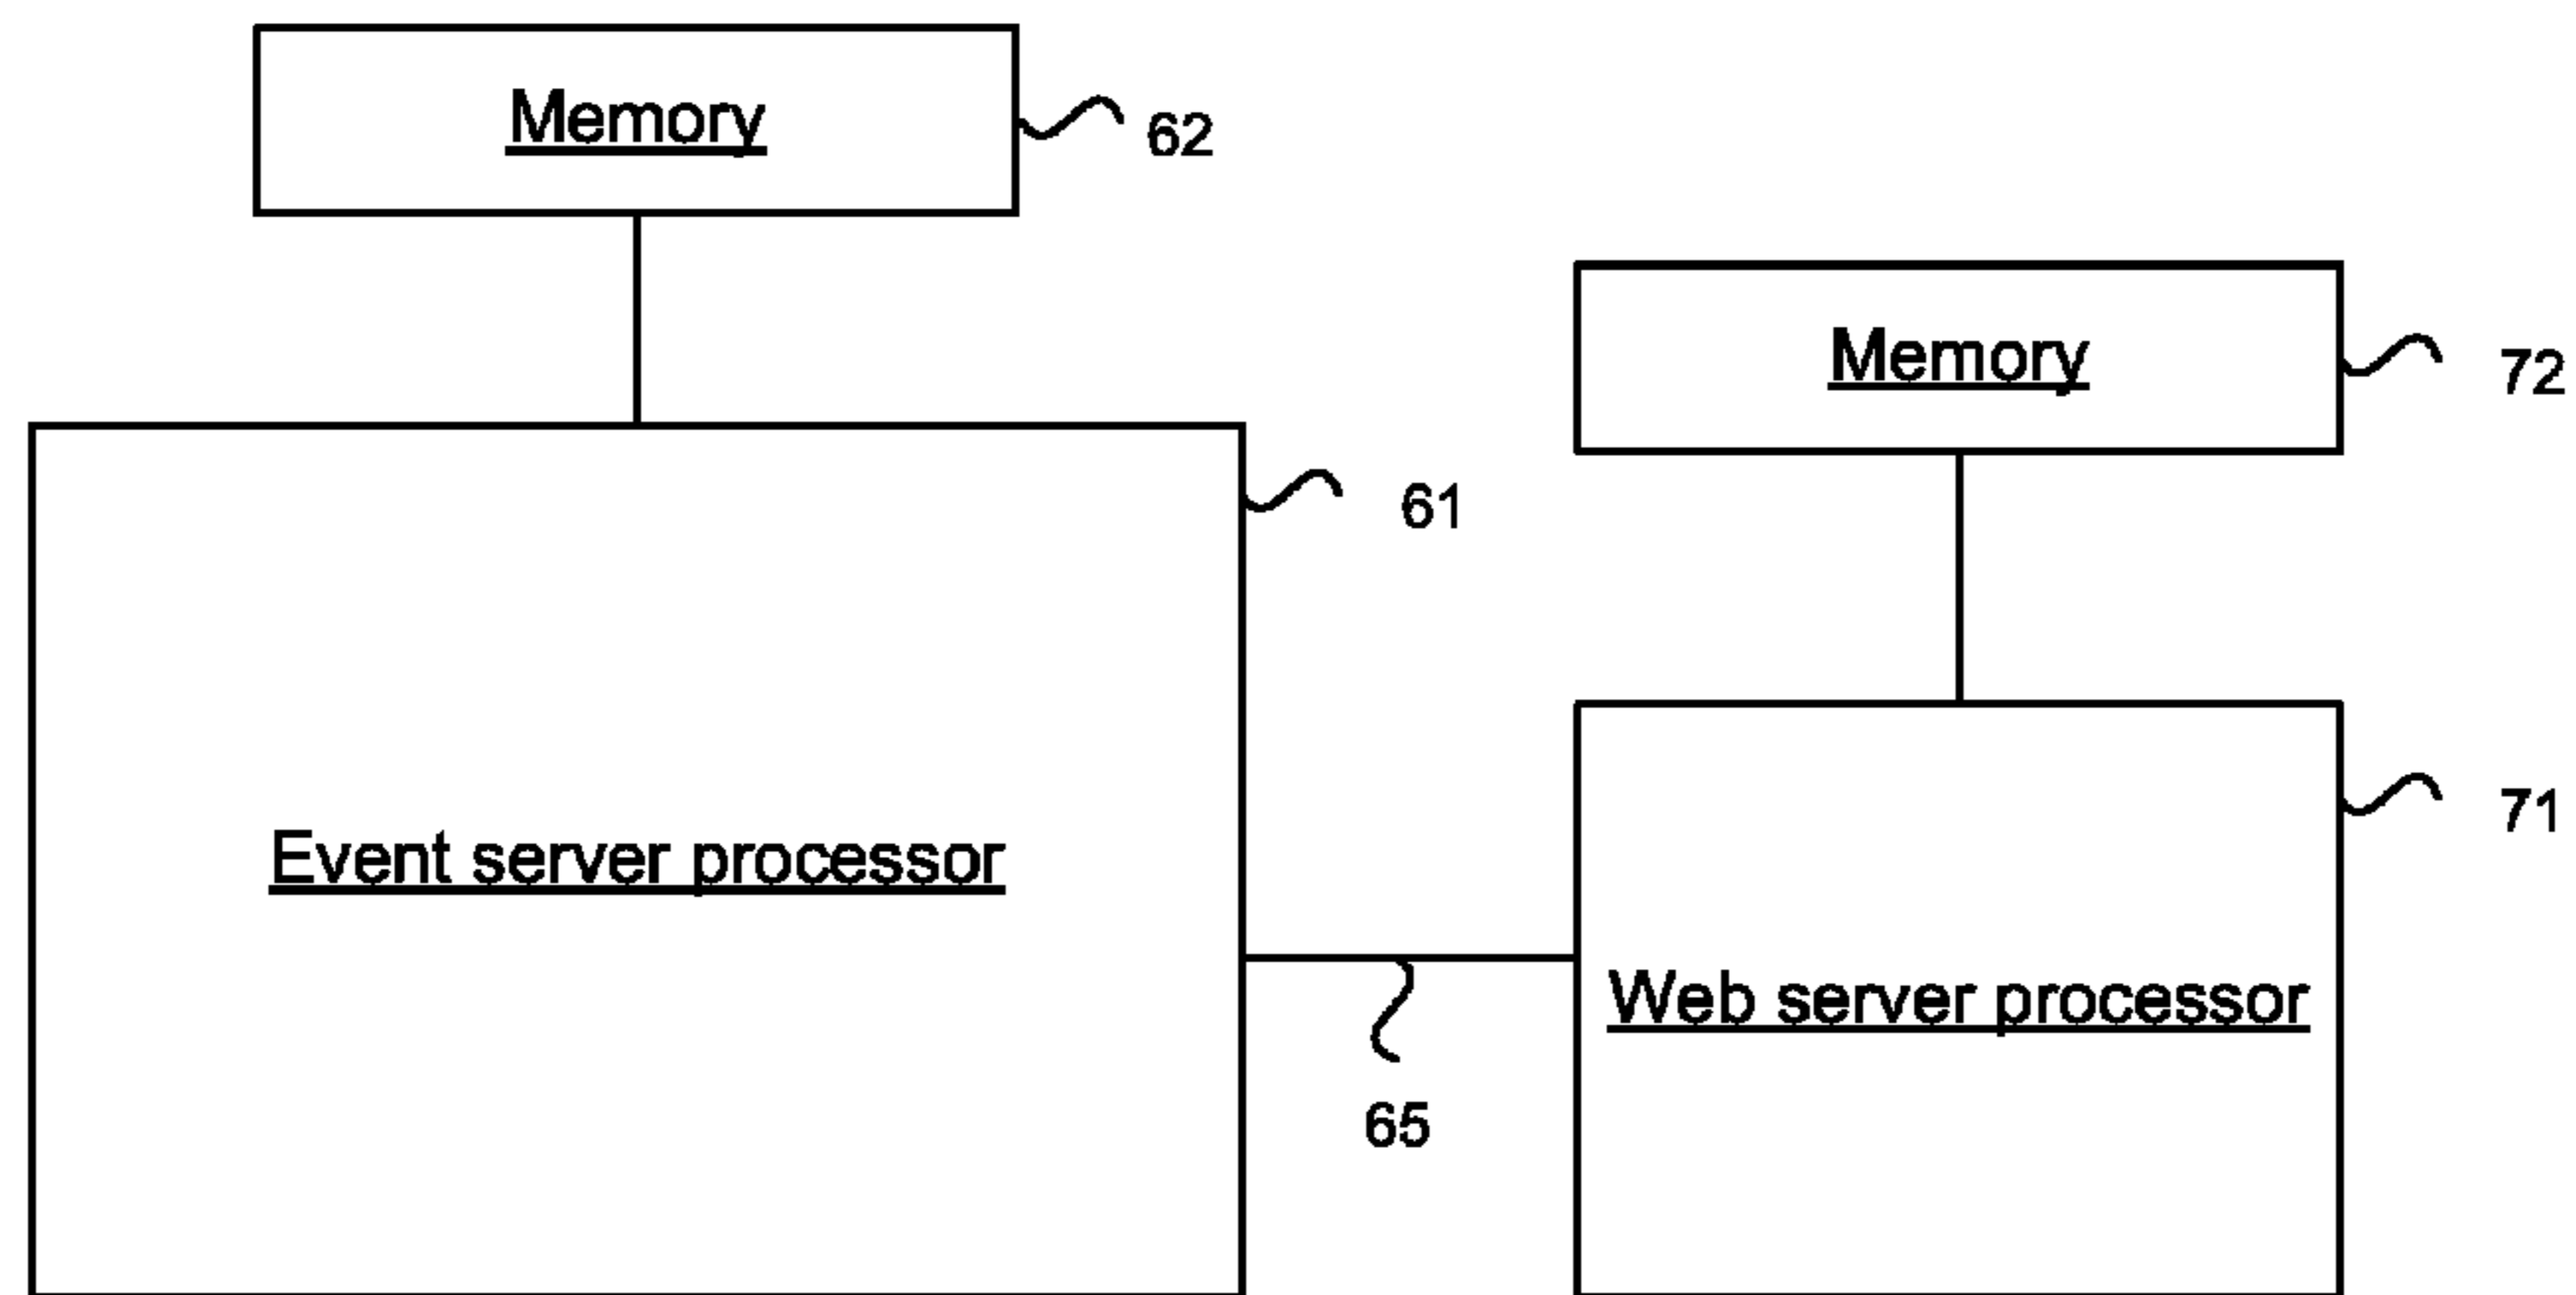 Memory
62
Memory
72
61
Event server processor
71
Web server processor
65